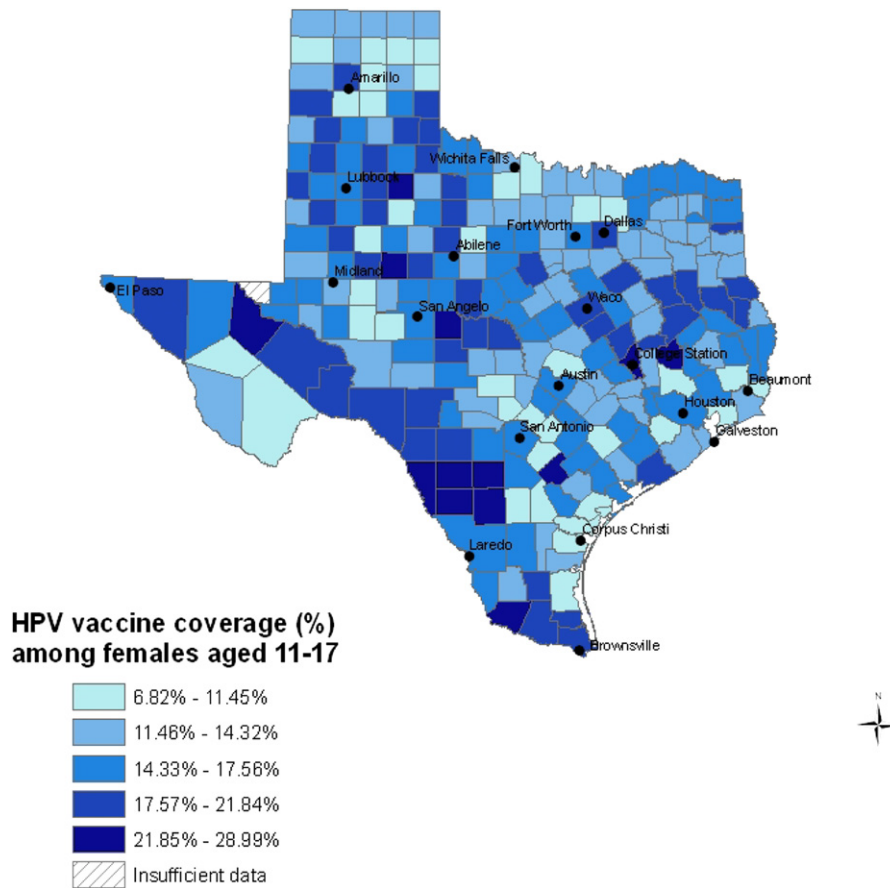 Amarillo
Wichita Falls
Lubbock
Fort Worth
Dallas
Abilene
Midland
El Paso
San Angelo
Waco
College Station
Austin
Beaumont
Houston
San Antonio
Galveston
Corpus Christi
Laredo
Brownsville
HPV vaccine coverage (%)
among females aged 11-17
6.82% - 11.45%
11.46% - 14.32%
14.33% - 17.56%
17.57% - 21.84%
21.85% - 28.99%
Insufficient data
N